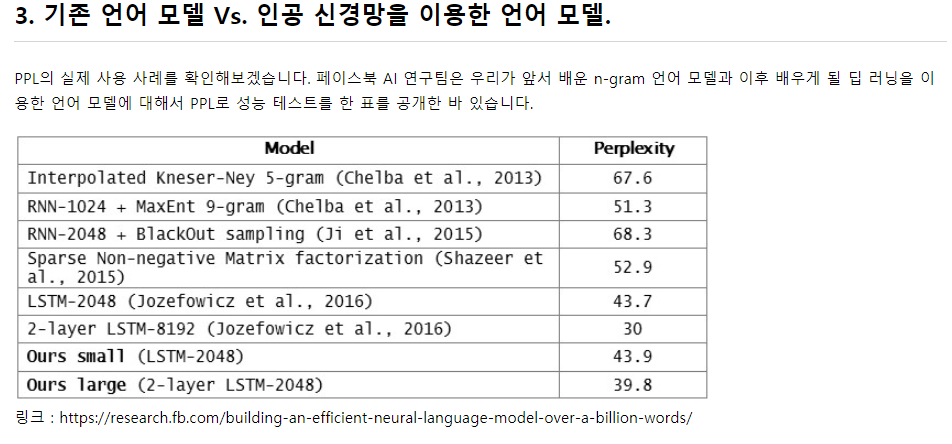 3. 기존 언어 모델 Vs. 인공 신경망을 이용한 언어 모델.
PPL의 실제 사용 사례를 확인해보겠습니다. 페이스북 AI 연구팀은 우리가 앞서 배운 n-gram 언어 모델과 이후 배우게 될 딥 러닝을 이
용한 언어 모델에 대해서 PPL로 성능 테스트를 한 표를 공개한 바 있습니다.
Model Perplexity
Interpolated Kneser-Ney 5-gram (Chelba et al., 2013) 67.6
RNN-1024 + MaxEnt 9-gram (Chelba et al., 2013) 51.3
RNN-2048 + BlackOut sampling (Ji et al., 2015) 68.3
Sparse Non-negative Matrix factorization (Shazeer et
al., 2015) 52.9
LSTM-2048 (Jozefowicz et al., 2016) 43.7
2-layer LSTM-8192 (Jozefowicz et al., 2016) 30
Ours small (LSTM-2048) 43.9
Ours large (2-layer LSTM-2048) 39.8
링크 : https://research.fb.com/building-an-efficient-neural-language-model-over-a-billion-words/